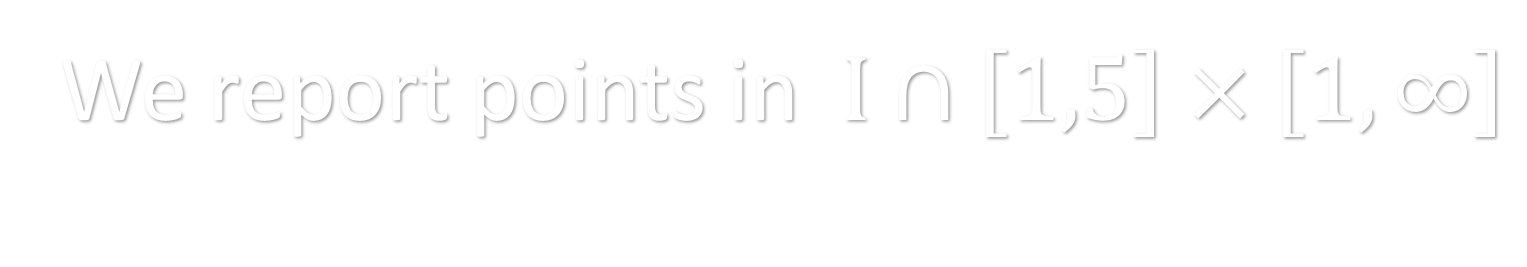 We report points in I ∩ [1,5] × [1, ∞]